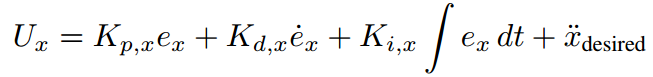 $U_x = K_{p,x} e_x + K_{d,x} \dot{e}_x + K_{i,x} \int e_x \, dt + \ddot{x}_{\text{desired}}$